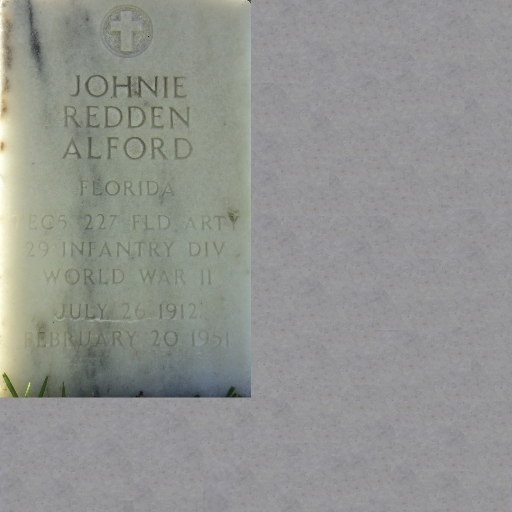 JOHNIE
REDDEN
ALFORD
FLORIDA
TEC5 227 FLD ARTY
29 INFANTRY DIV
WORLD WAR II
JULY 26 1912
FEBRUARY 20 1951